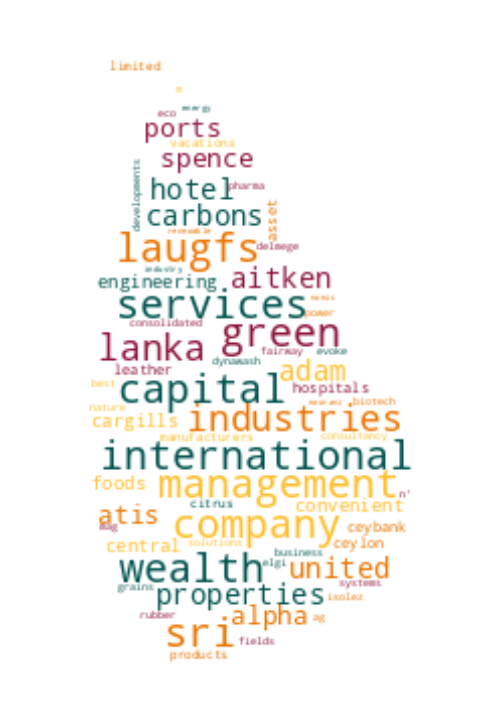 limited
e
energy
eco
ports
vacations
spence
developments
hotel
pharma
carbons
asset
renewable
laugfs
delmege
industry
engineering
aitken
services
power
consolidated
green
lanka
fairway
evoke
dynawash
leather
adam
best
capital
hospitals
nature
biotech
cargills
industries
manufacturers
consultancy
international
foods
management
n'
citrus
convenient
atis
mag
company
ceybank
central
solutions
ceylon
business
wealth
elgi
united
grains
systems
properties
isolez
rubber
alpha
ag
sri
fields
products